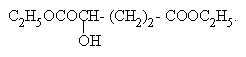 C₂H₅OCOCH- (CH₂)₂- COOC₂H₅.
OH